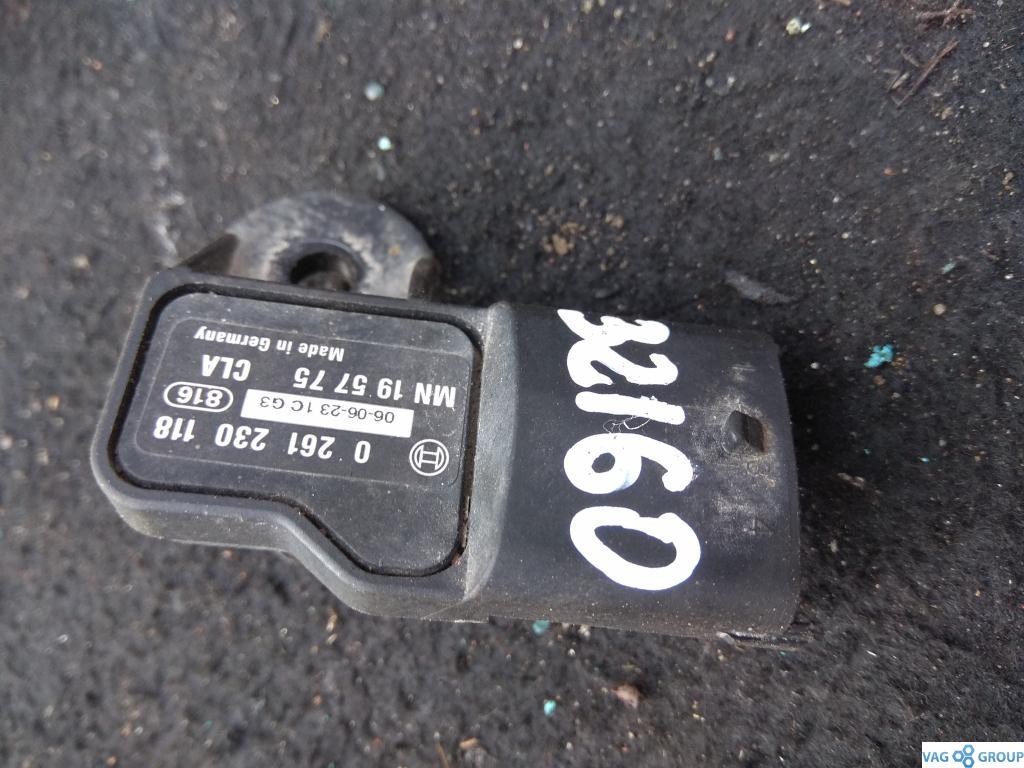 0 261 230 118
06-06-23 1C G3
816
MN 19 57 75 CLA
Made in Germany
32160
VAG GROUP